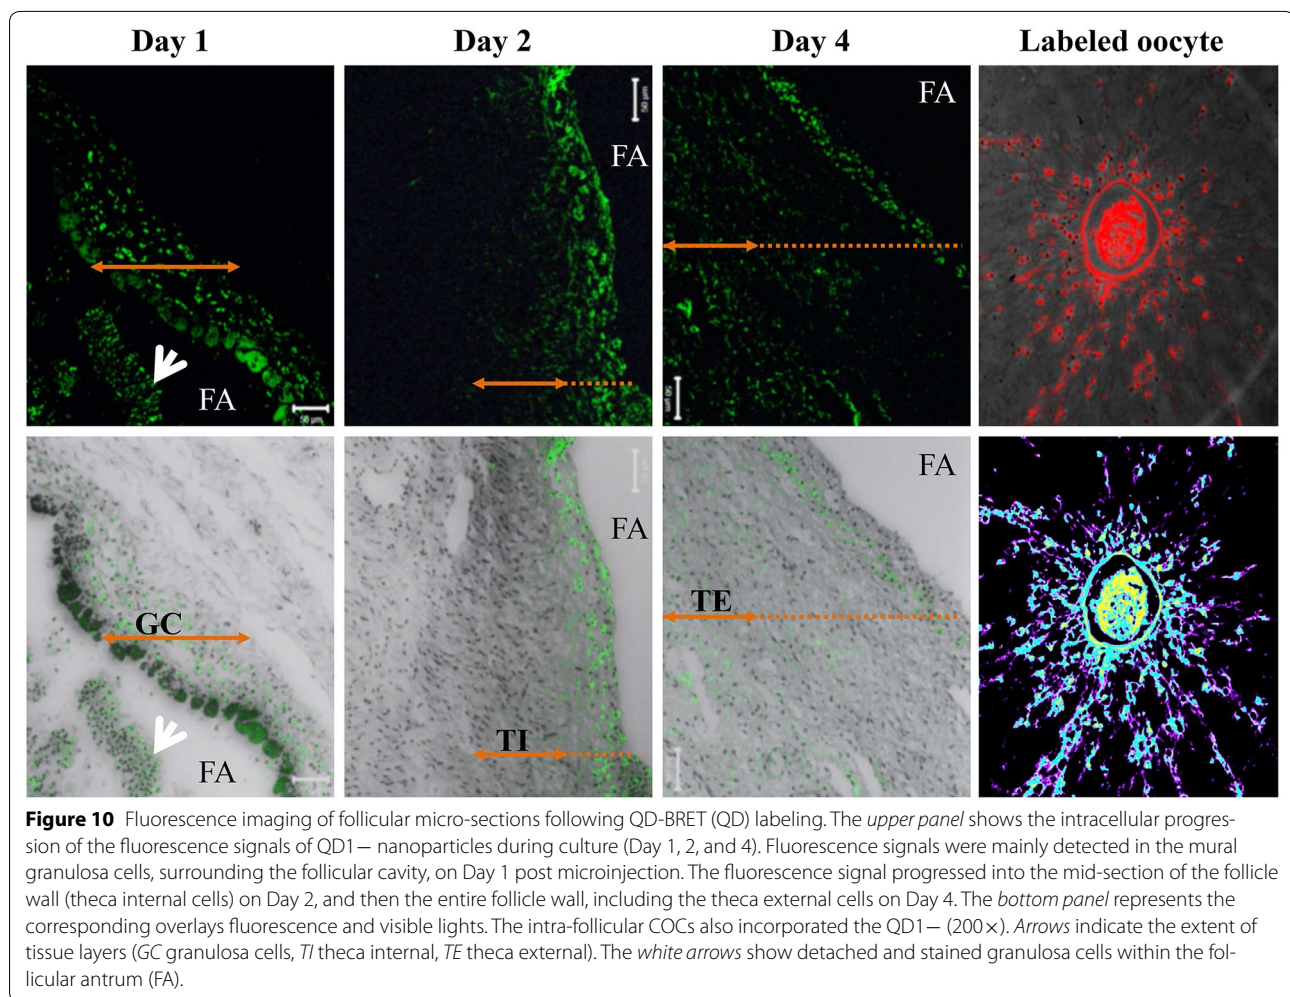 Day 1 Day 2 Day 4 Labeled oocyte
FA
50 µm
FA
50 µm
FA
50 µm
GC
FA
FA
TI
FA
TE
Figure 10 Fluorescence imaging of follicular micro-sections following QD-BRET (QD) labeling. The upper panel shows the intracellular progres-
sion of the fluorescence signals of QD1− nanoparticles during culture (Day 1, 2, and 4). Fluorescence signals were mainly detected in the mural
granulosa cells, surrounding the follicular cavity, on Day 1 post microinjection. The fluorescence signal progressed into the mid-section of the follicle
wall (theca internal cells) on Day 2, and then the entire follicle wall, including the theca external cells on Day 4. The bottom panel represents the
corresponding overlays fluorescence and visible lights. The intra-follicular COCs also incorporated the QD1− (200×). Arrows indicate the extent of
tissue layers (GC granulosa cells, TI theca internal, TE theca external). The white arrows show detached and stained granulosa cells within the fol-
licular antrum (FA).